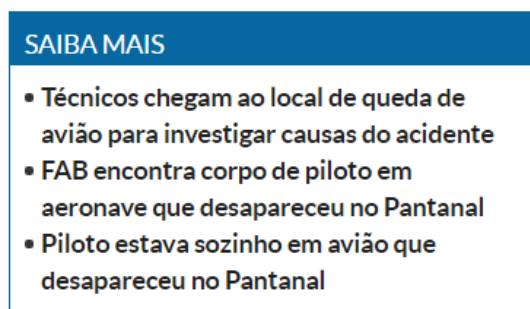 SAIBA MAIS
• Técnicos chegam ao local de queda de
avião para investigar causas do acidente
• FAB encontra corpo de piloto em
aeronave que desapareceu no Pantanal
• Piloto estava sozinho em avião que
desapareceu no Pantanal